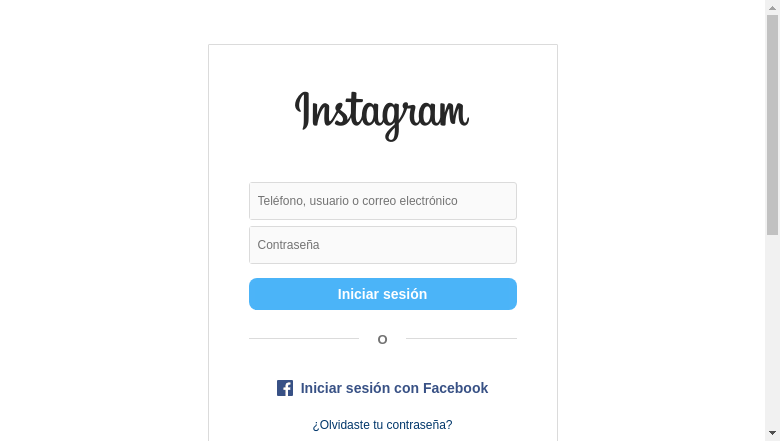 Instagram
Teléfono, usuario o correo electrónico
Contraseña
Iniciar sesión
O
Iniciar sesión con Facebook
¿Olvidaste tu contraseña?